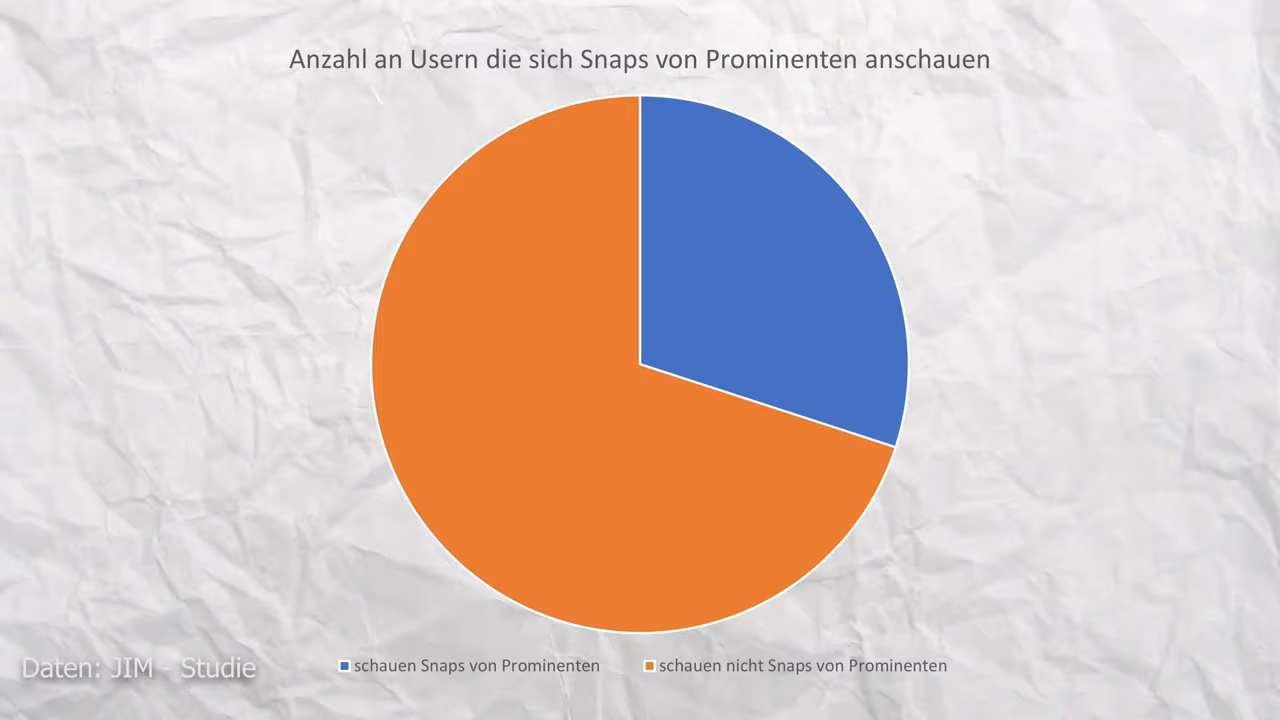 Anzahl an Usern die sich Snaps von Prominenten anschauen
Daten: JIM - Studie
schauen Snaps von Prominenten
schauen nicht Snaps von Prominenten